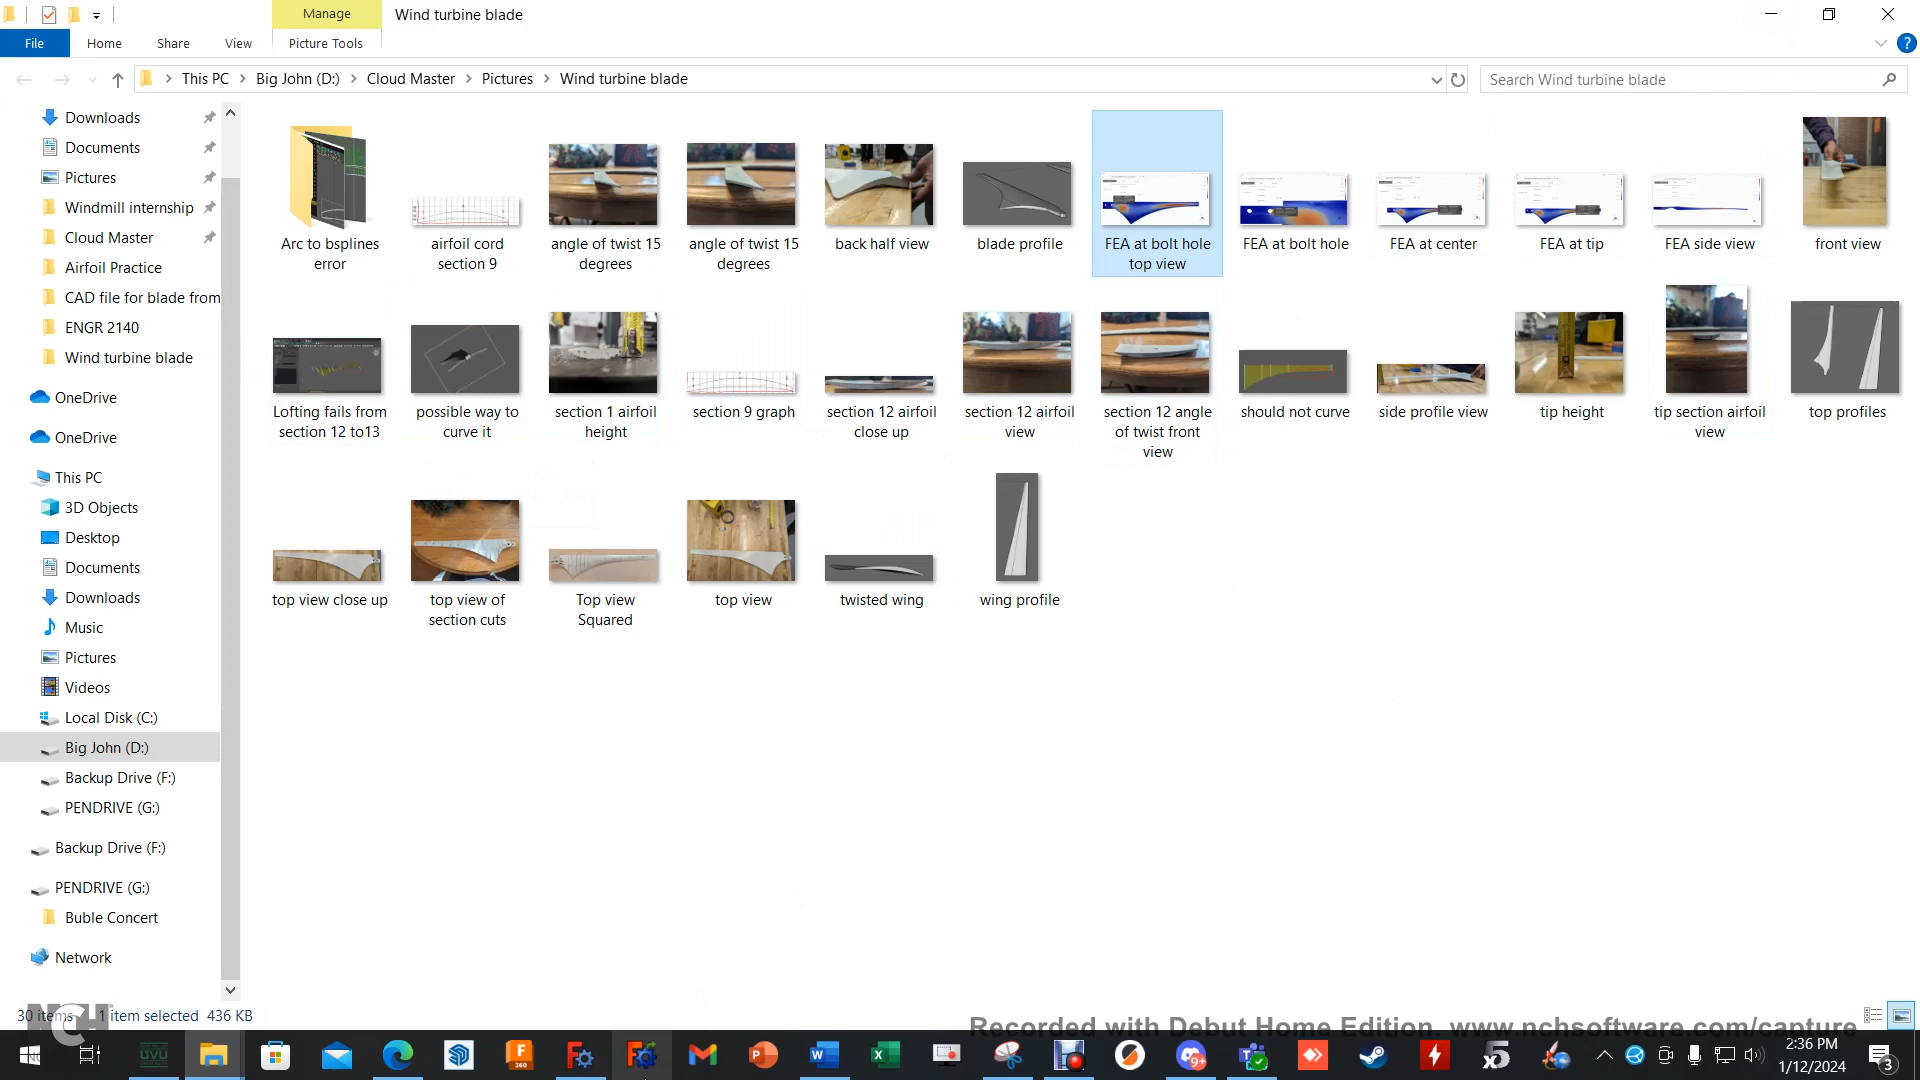 Manage
Wind turbine blade
File
Home
Share
View
Picture Tools
This PC
Big John (D:)
Cloud Master
Pictures
Wind turbine blade
Search Wind turbine blade
Downloads
Documents
Pictures
Windmill internship
Cloud Master
Airfoil Practice
CAD file for blade from
ENGR 2140
Wind turbine blade
OneDrive
OneDrive
This PC
3D Objects
Desktop
Documents
Downloads
Music
Pictures
Videos
Local Disk (C:)
Big John (D:)
Backup Drive (F:)
PENDRIVE (G:)
Backup Drive (F:)
PENDRIVE (G:)
Buble Concert
Network
Arc to bsplines
error
airfoil cord
section 9
angle of twist 15
degrees
angle of twist 15
degrees
back half view
blade profile
FEA at bolt hole
top view
FEA at bolt hole
FEA at center
FEA at tip
FEA side view
front view
Lofting fails from
section 12 to13
possible way to
curve it
section 1 airfoil
height
section 9 graph
section 12 airfoil
close up
section 12 airfoil
view
section 12 angle
of twist front
view
should not curve
side profile view
tip height
tip section airfoil
view
top profiles
top view close up
top view of
section cuts
Top view
Squared
top view
twisted wing
wing profile
30 items
1 item selected 436 KB
NCH
Recorded with Debut Home Edition. www.nchsoftware.com/capture
UVU
F
360
x5
9+
2:36 PM
1/12/2024
3